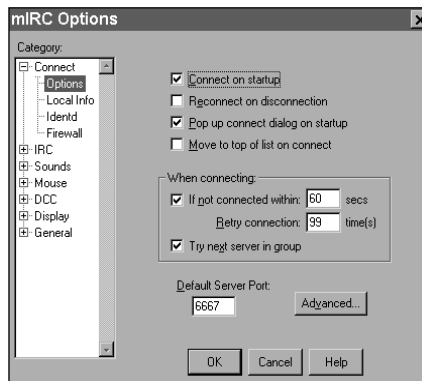 mIRC Options
Category:
Connect
Options
Local Info
Identd
Firewall
IRC
Sounds
Mouse
DCC
Display
General
Connect on startup
Reconnect on disconnection
Pop up connect dialog on startup
Move to top of list on connect
When connecting:
If not connected within: 60 secs
Retry connection: 99 time(s)
Try next server in group
Default Server Port:
6667
Advanced...
OK Cancel Help